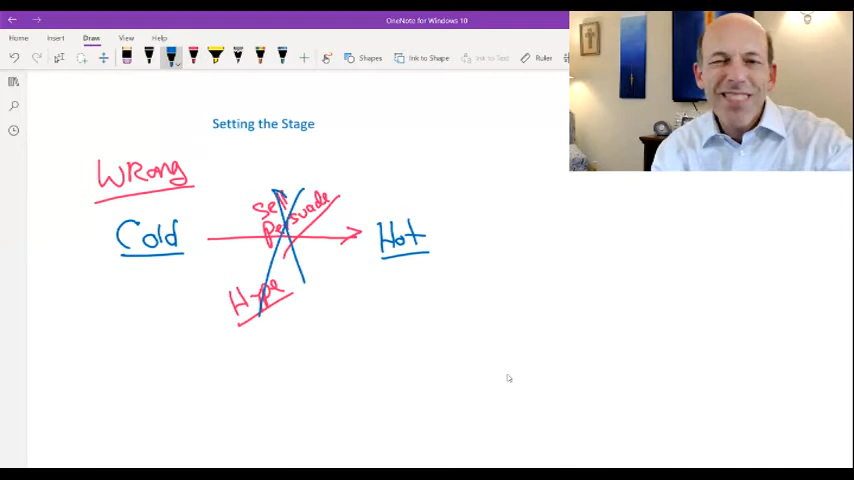 OneNote for Windows 10
Home Insert Draw View Help
Shapes Ink to Shape Ink to Text Ruler
Setting the Stage
WRong
Sell
Persuade
Cold
Hot
Hype